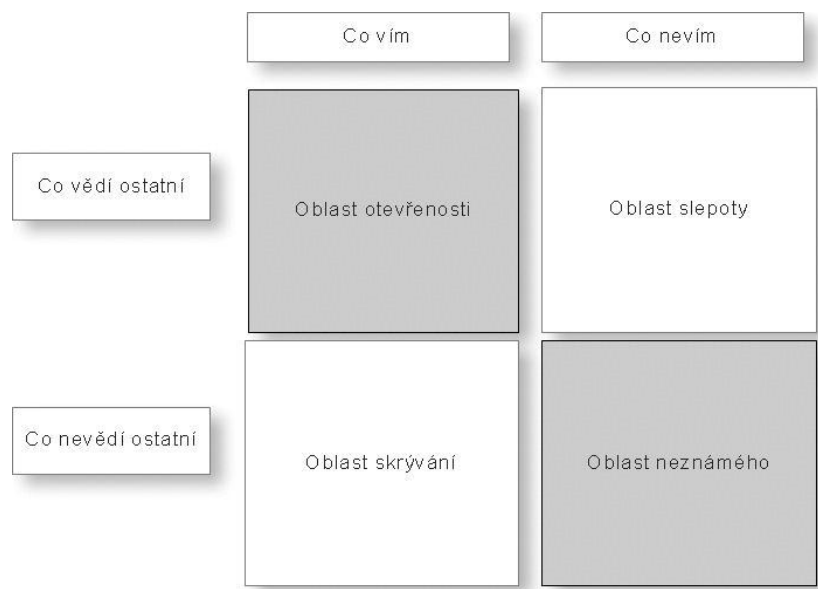 Co vím
Co nevím
Co vědí ostatní
Oblast otevřenosti
Oblast slepoty
Co nevědí ostatní
Oblast skrývání
Oblast neznámého